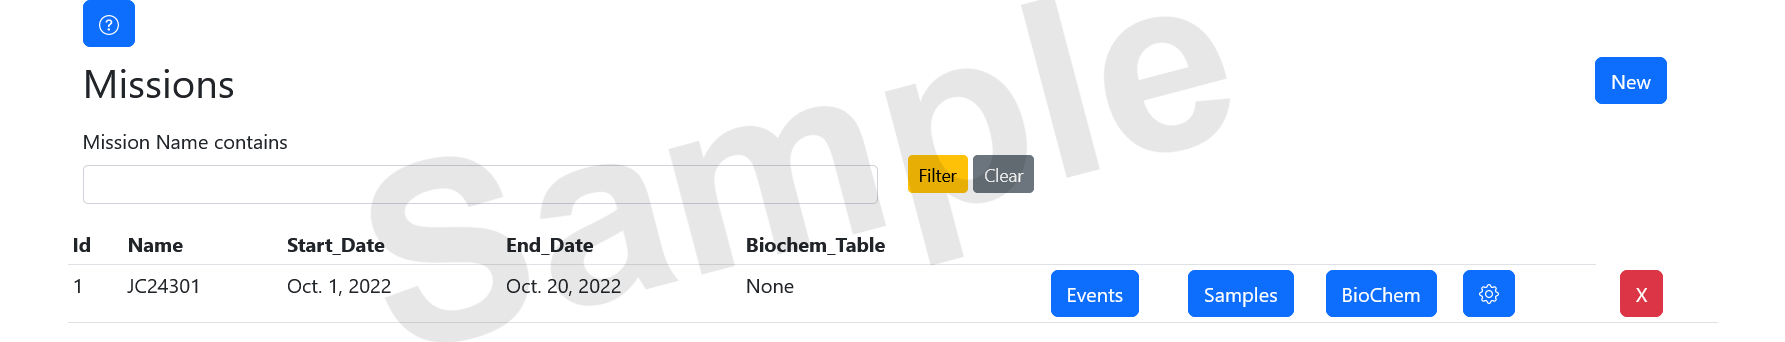 Missions
New
Mission Name contains
Filter Clear
Id Name Start_Date End_Date Biochem_Table
1 JC24301 Oct. 1, 2022 Oct. 20, 2022 None Events Samples BioChem X
Sample